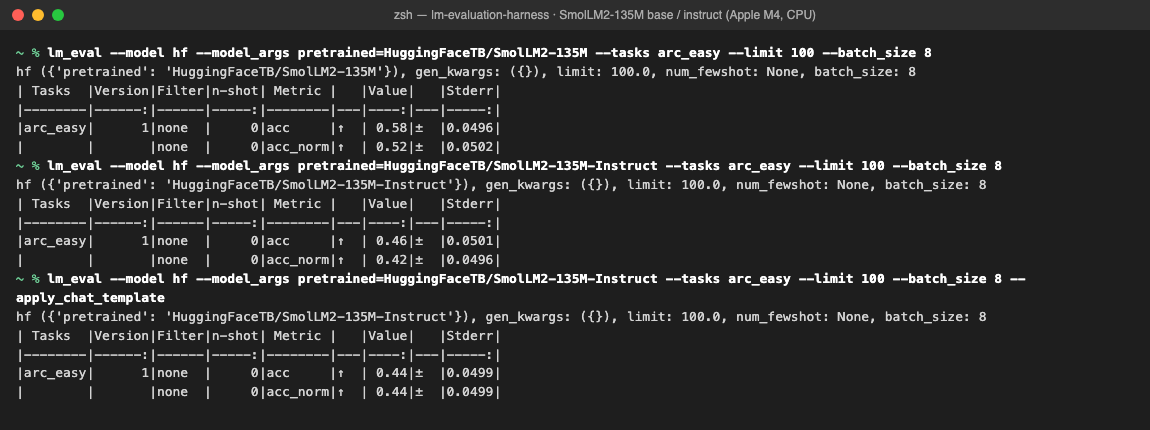 zsh — lm-evaluation-harness · SmolLM2-135M base / instruct (Apple M4, CPU)
~ % lm_eval --model hf --model_args pretrained=HuggingFaceTB/SmolLM2-135M --tasks arc_easy --limit 100 --batch_size 8
hf ({'pretrained': 'HuggingFaceTB/SmolLM2-135M'}), gen_kwargs: ({}), limit: 100.0, num_fewshot: None, batch_size: 8
| Tasks  |Version|Filter|n-shot| Metric |   |Value|   |Stderr|
|--------|------:|------|-----:|--------|---|----:|---|-----:|
|arc_easy|      1|none  |     0|acc     |↑  | 0.58|±  |0.0496|
|        |       |none  |     0|acc_norm|↑  | 0.52|±  |0.0502|
~ % lm_eval --model hf --model_args pretrained=HuggingFaceTB/SmolLM2-135M-Instruct --tasks arc_easy --limit 100 --batch_size 8
hf ({'pretrained': 'HuggingFaceTB/SmolLM2-135M-Instruct'}), gen_kwargs: ({}), limit: 100.0, num_fewshot: None, batch_size: 8
| Tasks  |Version|Filter|n-shot| Metric |   |Value|   |Stderr|
|--------|------:|------|-----:|--------|---|----:|---|-----:|
|arc_easy|      1|none  |     0|acc     |↑  | 0.46|±  |0.0501|
|        |       |none  |     0|acc_norm|↑  | 0.42|±  |0.0496|
~ % lm_eval --model hf --model_args pretrained=HuggingFaceTB/SmolLM2-135M-Instruct --tasks arc_easy --limit 100 --batch_size 8 --
apply_chat_template
hf ({'pretrained': 'HuggingFaceTB/SmolLM2-135M-Instruct'}), gen_kwargs: ({}), limit: 100.0, num_fewshot: None, batch_size: 8
| Tasks  |Version|Filter|n-shot| Metric |   |Value|   |Stderr|
|--------|------:|------|-----:|--------|---|----:|---|-----:|
|arc_easy|      1|none  |     0|acc     |↑  | 0.44|±  |0.0499|
|        |       |none  |     0|acc_norm|↑  | 0.44|±  |0.0499|